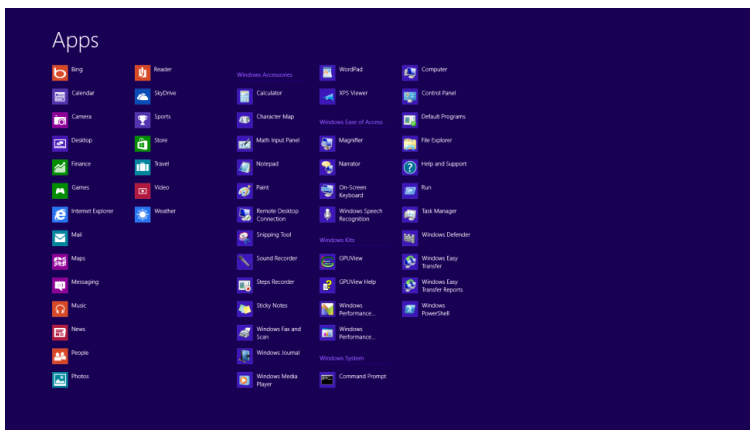 Apps
Bing
Calendar
Camera
Desktop
Finance
Games
Internet Explorer
Mail
Maps
Messaging
Music
News
People
Photos
Reader
SkyDrive
Sports
Store
Travel
Video
Weather
Windows Accessories
Calculator
Character Map
Math Input Panel
Notepad
Paint
Remote Desktop
Connection
Snipping Tool
Sound Recorder
Steps Recorder
Sticky Notes
Windows Fax and
Scan
Windows Journal
Windows Media
Player
WordPad
XPS Viewer
Windows Ease of Access
Magnifier
Narrator
On-Screen
Keyboard
Windows Speech
Recognition
Windows Kits
GPUView
GPUView Help
Windows
Performance...
Windows
Performance...
Windows System
Command Prompt
Computer
Control Panel
Default Programs
File Explorer
Help and Support
Run
Task Manager
Windows Defender
Windows Easy
Transfer
Windows Easy
Transfer Reports
Windows
PowerShell